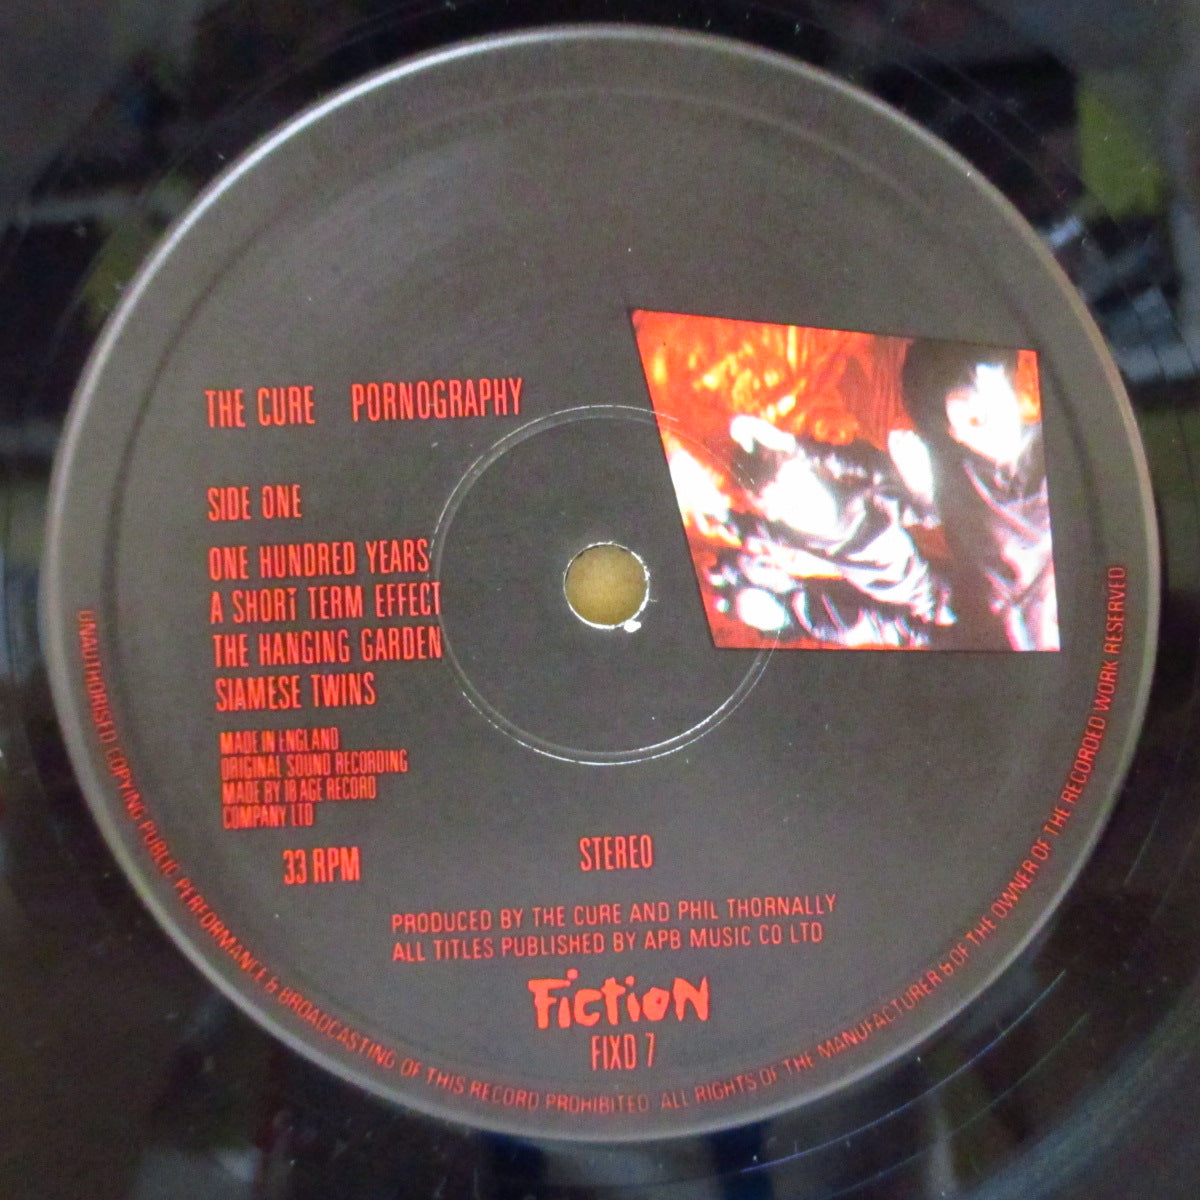 THE CURE PORNOGRAPHY
SIDE ONE
ONE HUNDRED YEARS
A SHORT TERM EFFECT
THE HANGING GARDEN
SIAMESE TWINS
MADE IN ENGLAND
ORIGINAL SOUND RECORDING
MADE BY 18 AGE RECORD
COMPANY LTD
33 RPM
STEREO
PRODUCED BY THE CURE AND PHIL THORNALLY
ALL TITLES PUBLISHED BY APB MUSIC CO LTD
Fiction
FIXD 7
UNAUTHORISED COPYING PUBLIC PERFORMANCE & BROADCASTING OF THIS RECORD PROHIBITED ALL RIGHTS OF THE MANUFACTURER & OF THE OWNER OF THE RECORDED WORK RESERVED